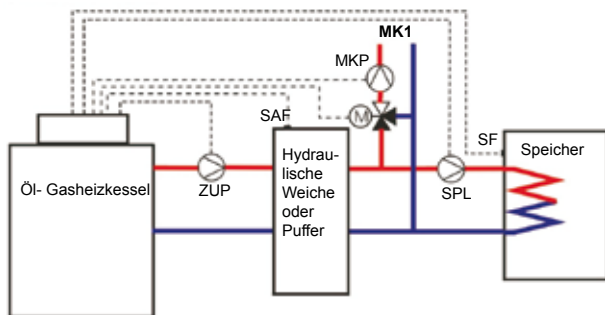 MK1
MKP
M
SAF
SF
Speicher
Öl- Gasheizkessel
ZUP
Hydrau-
lische
Weiche
oder
Puffer
SPL